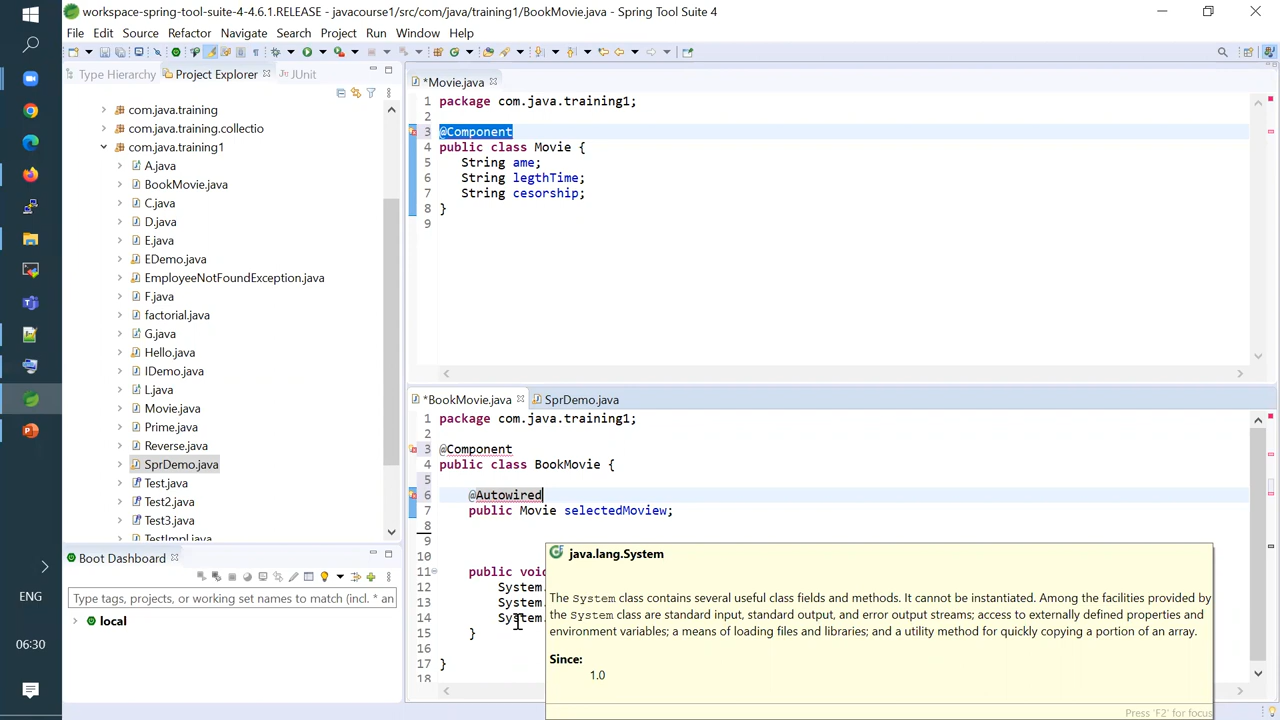 workspace-spring-tool-suite-4-4.6.1.RELEASE - javacourse1/src/com/java/training1/BookMovie.java - Spring Tool Suite 4
File Edit Source Refactor Navigate Search Project Run Window Help
Type Hierarchy Project Explorer JUnit
com.java.training
com.java.training.collectio
com.java.training1
A.java
BookMovie.java
C.java
D.java
E.java
EDemo.java
EmployeeNotFoundException.java
F.java
factorial.java
G.java
Hello.java
IDemo.java
L.java
Movie.java
Prime.java
Reverse.java
SprDemo.java
Test.java
Test2.java
Test3.java
TestImpl.java
Boot Dashboard
Type tags, projects, or working set names to match (incl. * an
local
ENG
06:30
*Movie.java
1 package com.java.training1;
2
3 @Component
4 public class Movie {
5 String ame;
6 String legthTime;
7 String cesorship;
8 }
9
*BookMovie.java SprDemo.java
1 package com.java.training1;
2
3 @Component
4 public class BookMovie {
5
6 @Autowired
7 public Movie selectedMoview;
8
9
10
11 public voi
12 System.
13 System.
14 System.
15 }
16
17 }
18
java.lang.System
The System class contains several useful class fields and methods. It cannot be instantiated. Among the facilities provided by
the System class are standard input, standard output, and error output streams; access to externally defined properties and
environment variables; a means of loading files and libraries; and a utility method for quickly copying a portion of an array.
Since:
1.0
Press 'F2' for focus